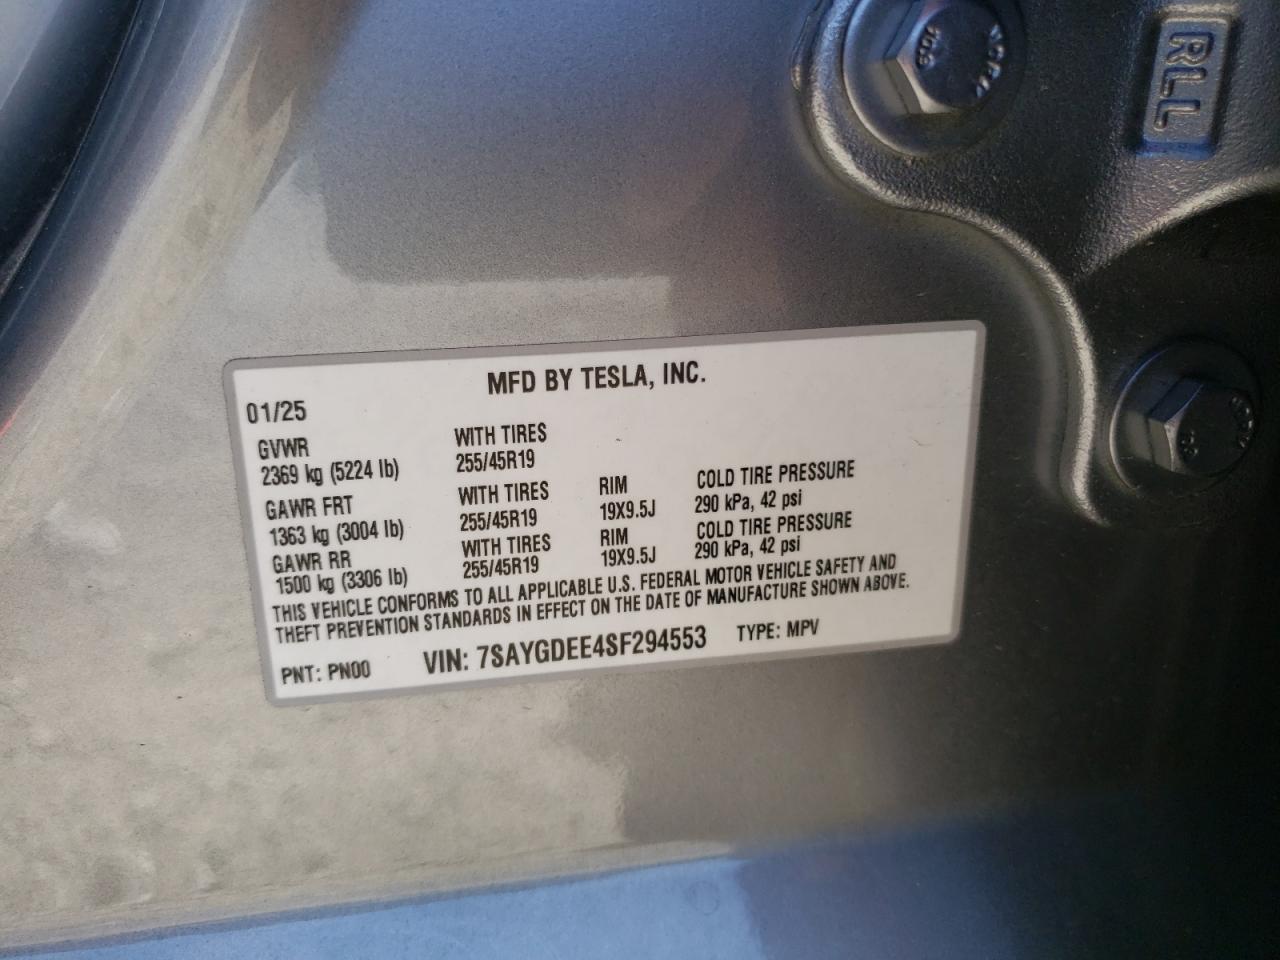 RLL
MFD BY TESLA, INC.
01/25
GVWR WITH TIRES
2369 kg (5224 lb) 255/45R19
GAWR FRT WITH TIRES RIM COLD TIRE PRESSURE
1363 kg (3004 lb) 255/45R19 19X9.5J 290 kPa, 42 psi
GAWR RR WITH TIRES RIM COLD TIRE PRESSURE
1500 kg (3306 lb) 255/45R19 19X9.5J 290 kPa, 42 psi
THIS VEHICLE CONFORMS TO ALL APPLICABLE U.S. FEDERAL MOTOR VEHICLE SAFETY AND
THEFT PREVENTION STANDARDS IN EFFECT ON THE DATE OF MANUFACTURE SHOWN ABOVE.
PNT: PN00 VIN: 7SAYGDEE4SF294553 TYPE: MPV